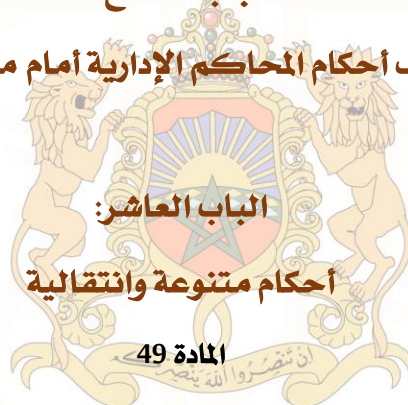 أحكام المحاكم الإدارية أمام
الباب العاشر:
أحكام متنوعة وانتقالية
المادة 49
إن تنصروا الله ينصركم